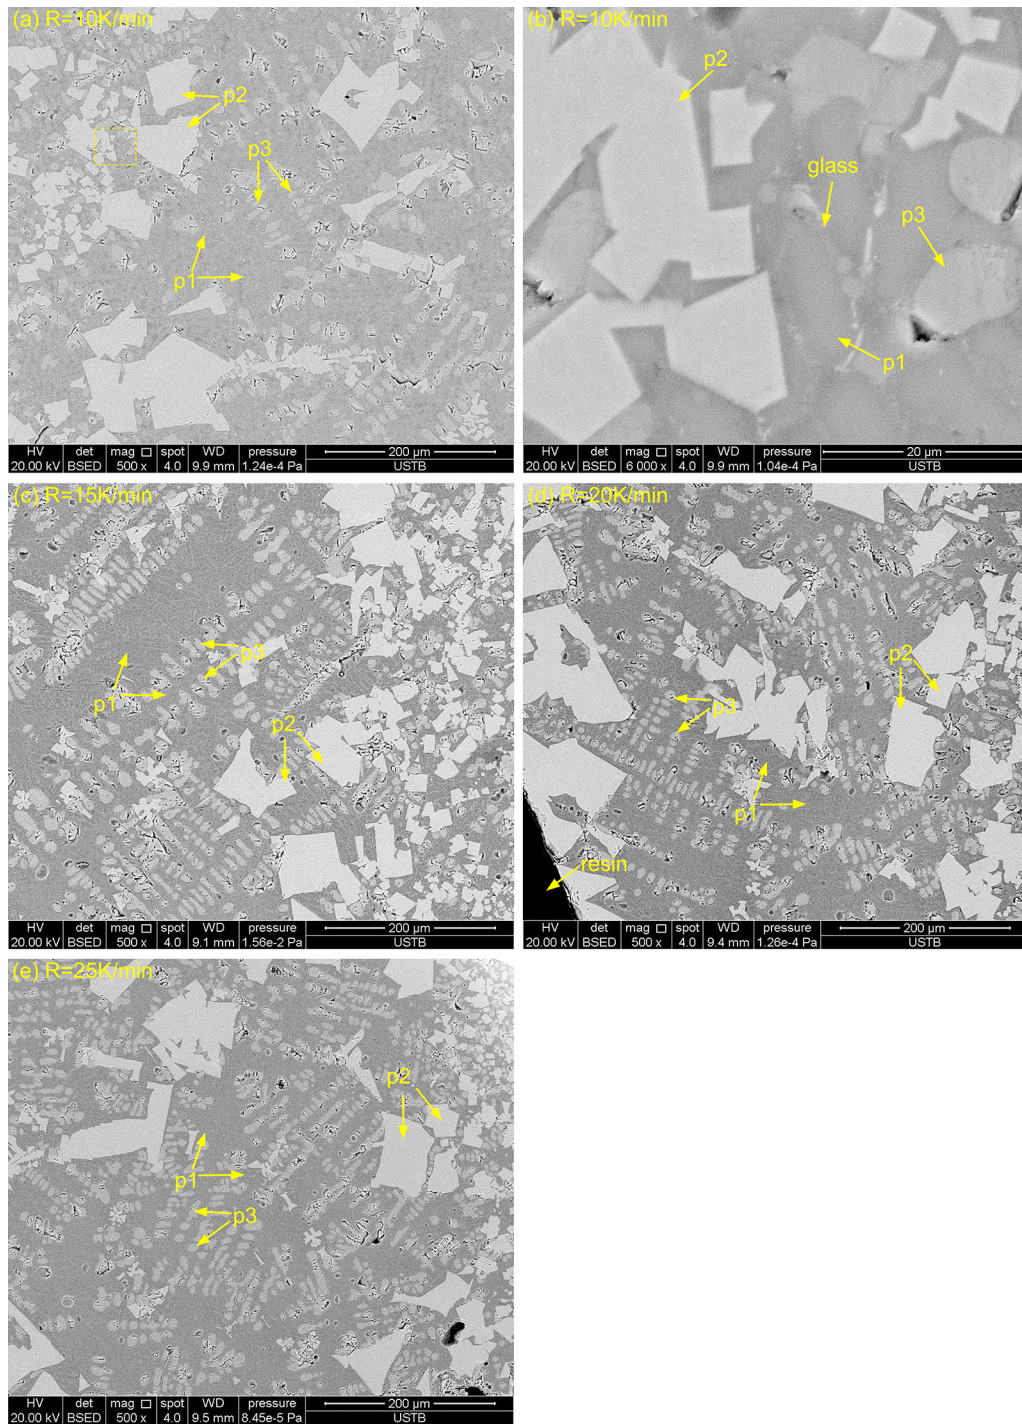 (a) R=10K/min
p2
p3
p1
HV det mag □ spot WD pressure 200 µm
20.00 kV BSED 500 x 4.0 9.9 mm 1.24e-4 Pa USTB
(b) R=10K/min
p2
glass
p3
p1
HV det mag □ spot WD pressure 20 µm
20.00 kV BSED 6 000 x 4.0 9.9 mm 1.04e-4 Pa USTB
(c) R=15K/min
p3
p1
p2
HV det mag □ spot WD pressure 200 µm
20.00 kV BSED 500 x 4.0 9.1 mm 1.56e-2 Pa USTB
(d) R=20K/min
p2
p3
p1
resin
HV det mag □ spot WD pressure 200 µm
20.00 kV BSED 500 x 4.0 9.4 mm 1.26e-4 Pa USTB
(e) R=25K/min
p2
p1
p3
HV det mag □ spot WD pressure 200 µm
20.00 kV BSED 500 x 4.0 9.5 mm 8.45e-5 Pa USTB